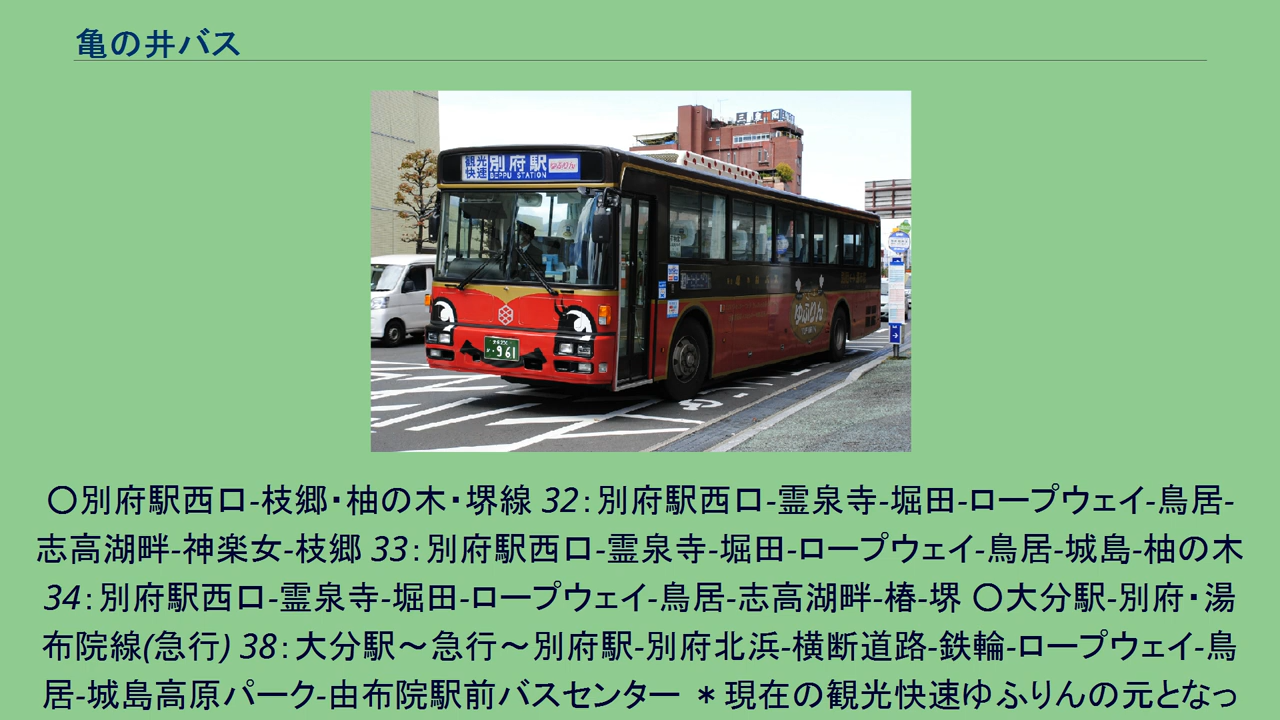 亀の井バス
観光快速 別府駅 ゆふりん
BEPPU STATION
ゆふりん
961
〇別府駅西口-枝郷・柚の木・堺線 32：別府駅西口-霊泉寺-堀田-ロープウェイ-鳥居-
志高湖畔-神楽女-枝郷 33：別府駅西口-霊泉寺-堀田-ロープウェイ-鳥居-城島-柚の木
34：別府駅西口-霊泉寺-堀田-ロープウェイ-鳥居-志高湖畔-椿-堺 〇大分駅-別府・湯
布院線(急行) 38：大分駅～急行～別府駅-別府北浜-横断道路-鉄輪-ロープウェイ-鳥
居-城島高原パーク-由布院駅前バスセンター ＊現在の観光快速ゆふりんの元となっ